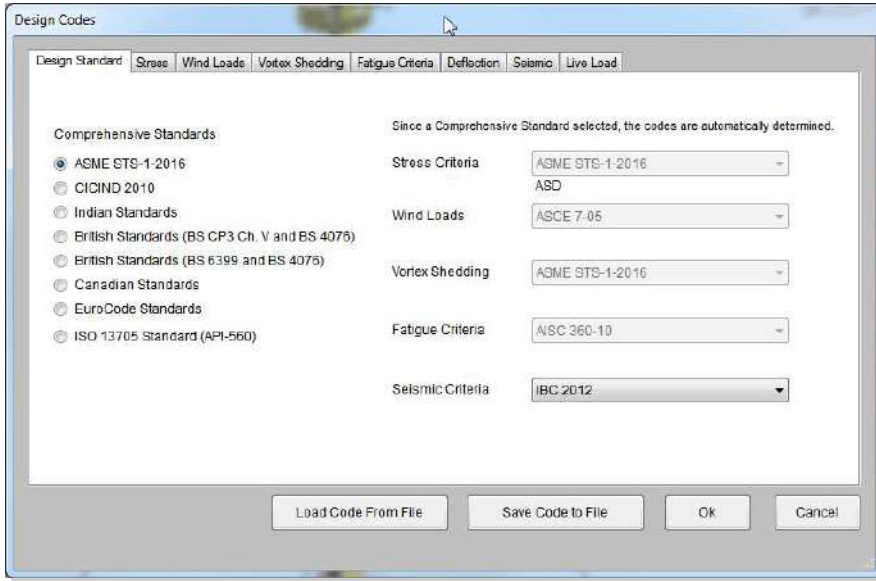 Design Codes
Design Standard Stress Wind Loads Vortex Shedding Fatigue Criteria Deflection Seismic Live Load
Comprehensive Standards
ASME STS-1-2016
CICIND 2010
Indian Standards
British Standards (BS CP3 Ch. V and BS 4076)
British Standards (BS 6399 and BS 4076)
Canadian Standards
EuroCode Standards
ISO 13705 Standard (API-560)
Since a Comprehensive Standard selected, the codes are automatically determined.
Stress Criteria ASME STS-1-2016
ASD
Wind Loads ASCE 7-05
Vortex Shedding ASME STS-1-2016
Fatigue Criteria AISC 360-10
Seismic Criteria IBC 2012
Load Code From File Save Code to File Ok Cancel